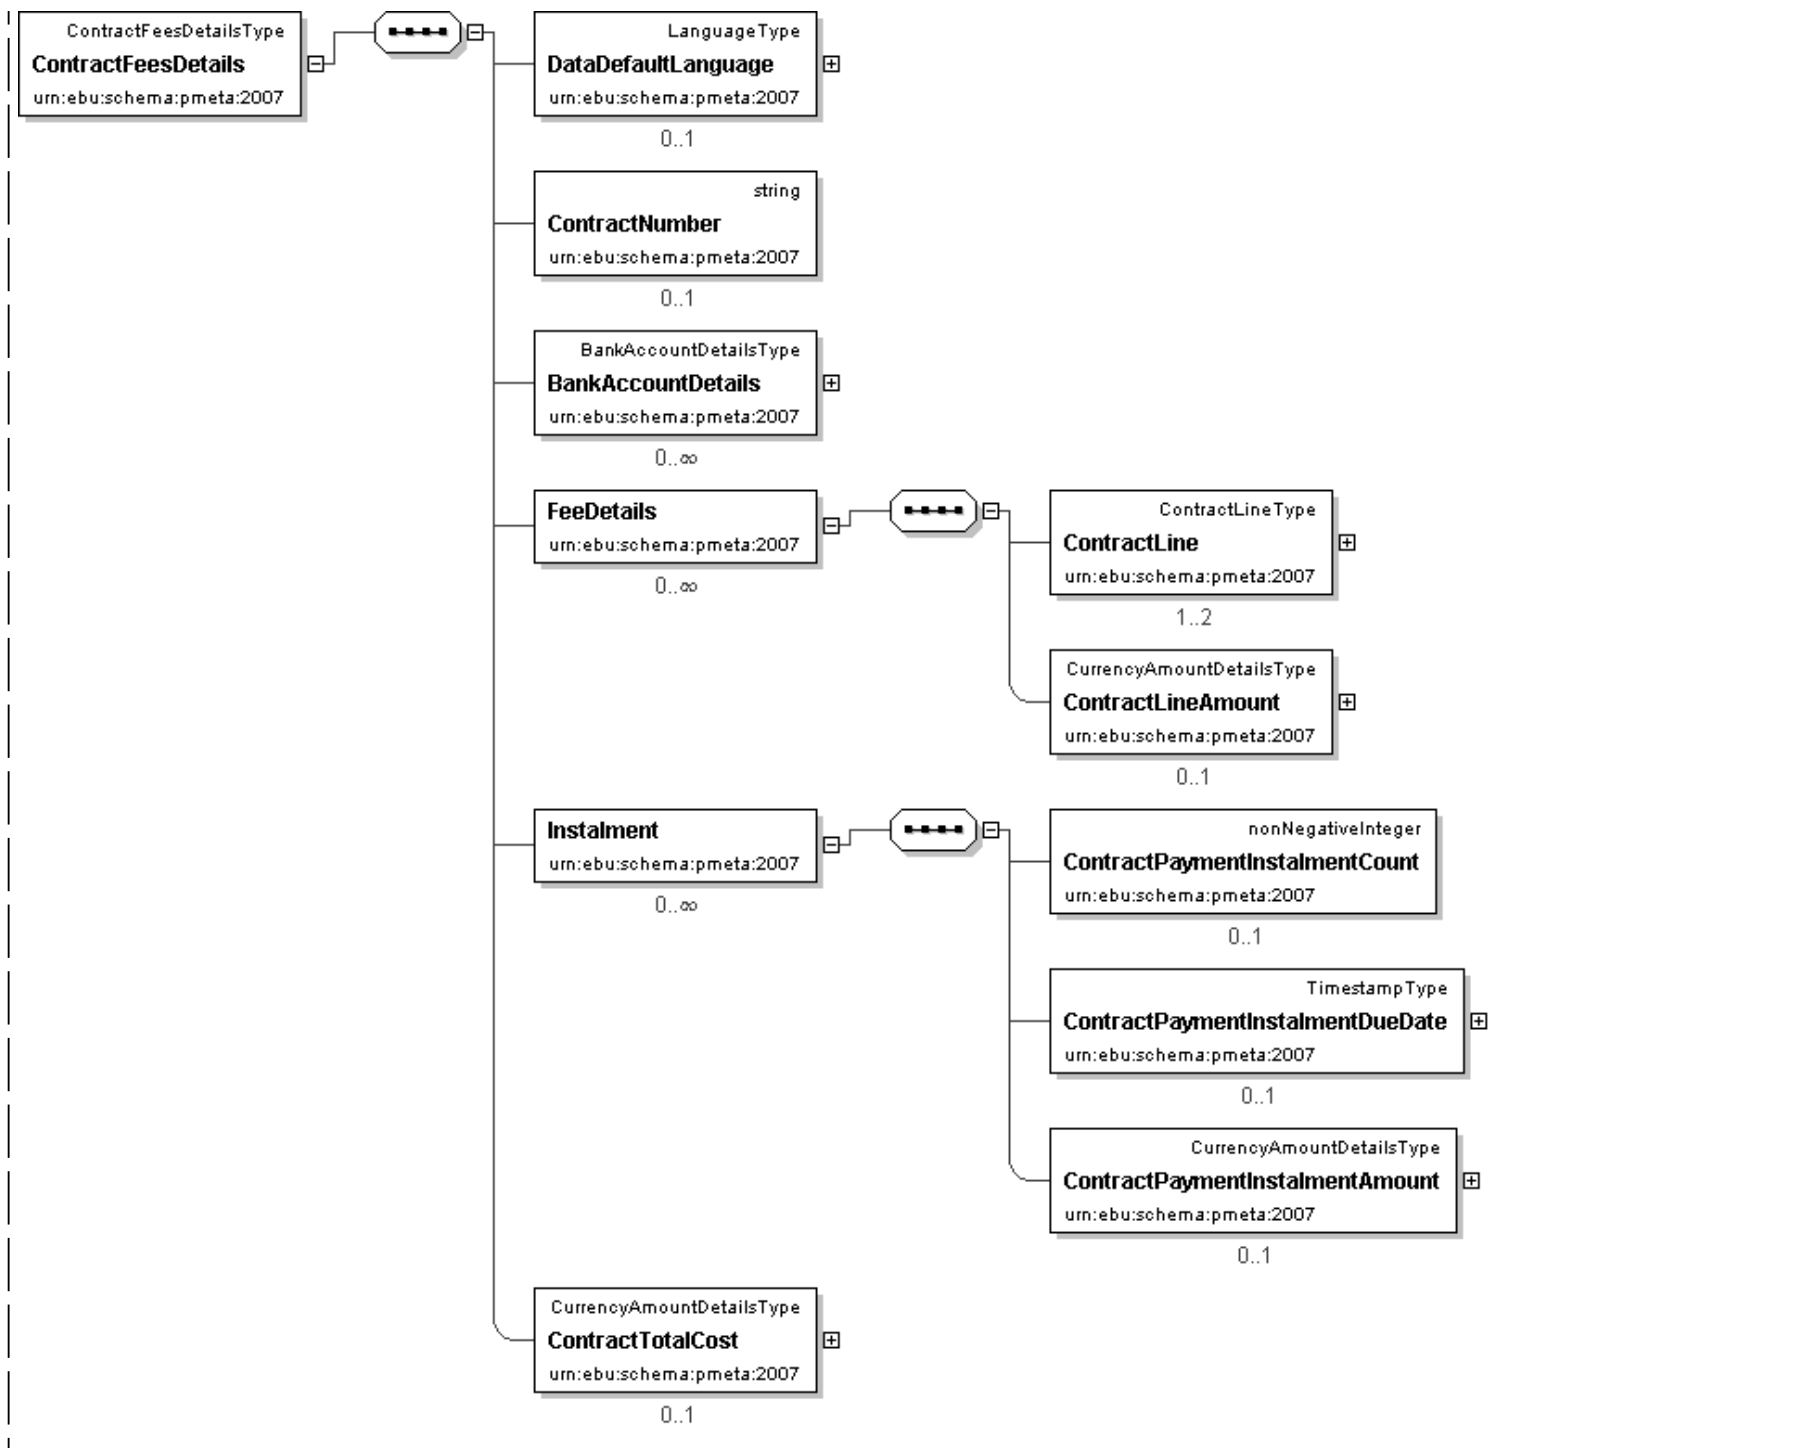 ContractFeesDetailsType
ContractFeesDetails
urn:ebu:schema:pmeta:2007
LanguageType
DataDefaultLanguage
urn:ebu:schema:pmeta:2007
0..1
string
ContractNumber
urn:ebu:schema:pmeta:2007
0..1
BankAccountDetailsType
BankAccountDetails
urn:ebu:schema:pmeta:2007
0..∞
FeeDetails
urn:ebu:schema:pmeta:2007
0..∞
ContractLineType
ContractLine
urn:ebu:schema:pmeta:2007
1..2
CurrencyAmountDetailsType
ContractLineAmount
urn:ebu:schema:pmeta:2007
0..1
Instalment
urn:ebu:schema:pmeta:2007
0..∞
nonNegativeInteger
ContractPaymentInstalmentCount
urn:ebu:schema:pmeta:2007
0..1
TimestampType
ContractPaymentInstalmentDueDate
urn:ebu:schema:pmeta:2007
0..1
CurrencyAmountDetailsType
ContractPaymentInstalmentAmount
urn:ebu:schema:pmeta:2007
0..1
CurrencyAmountDetailsType
ContractTotalCost
urn:ebu:schema:pmeta:2007
0..1